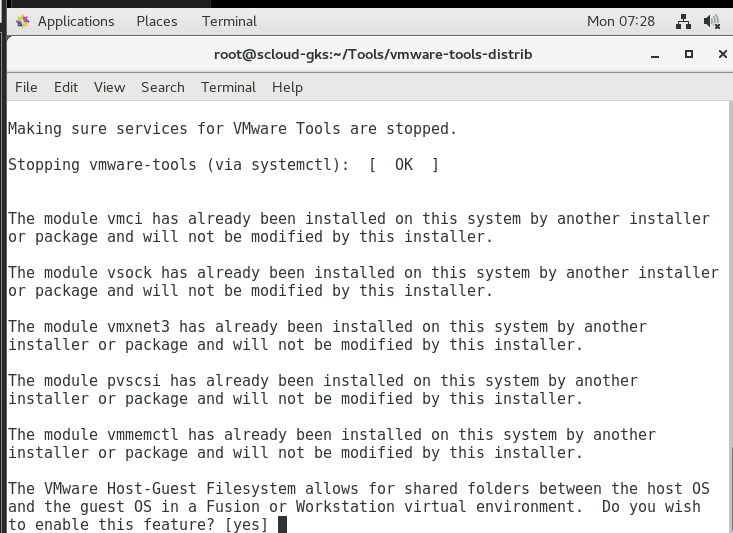 Applications Places Terminal Mon 07:28
root@scloud-gks:~/Tools/vmware-tools-distrib
File Edit View Search Terminal Help
Making sure services for VMware Tools are stopped.
Stopping vmware-tools (via systemctl):  [  OK  ]
The module vmci has already been installed on this system by another installer
or package and will not be modified by this installer.
The module vsock has already been installed on this system by another installer
or package and will not be modified by this installer.
The module vmxnet3 has already been installed on this system by another
installer or package and will not be modified by this installer.
The module pvscsi has already been installed on this system by another
installer or package and will not be modified by this installer.
The module vmmemctl has already been installed on this system by another
installer or package and will not be modified by this installer.
The VMware Host-Guest Filesystem allows for shared folders between the host OS
and the guest OS in a Fusion or Workstation virtual environment.  Do you wish
to enable this feature? [yes]